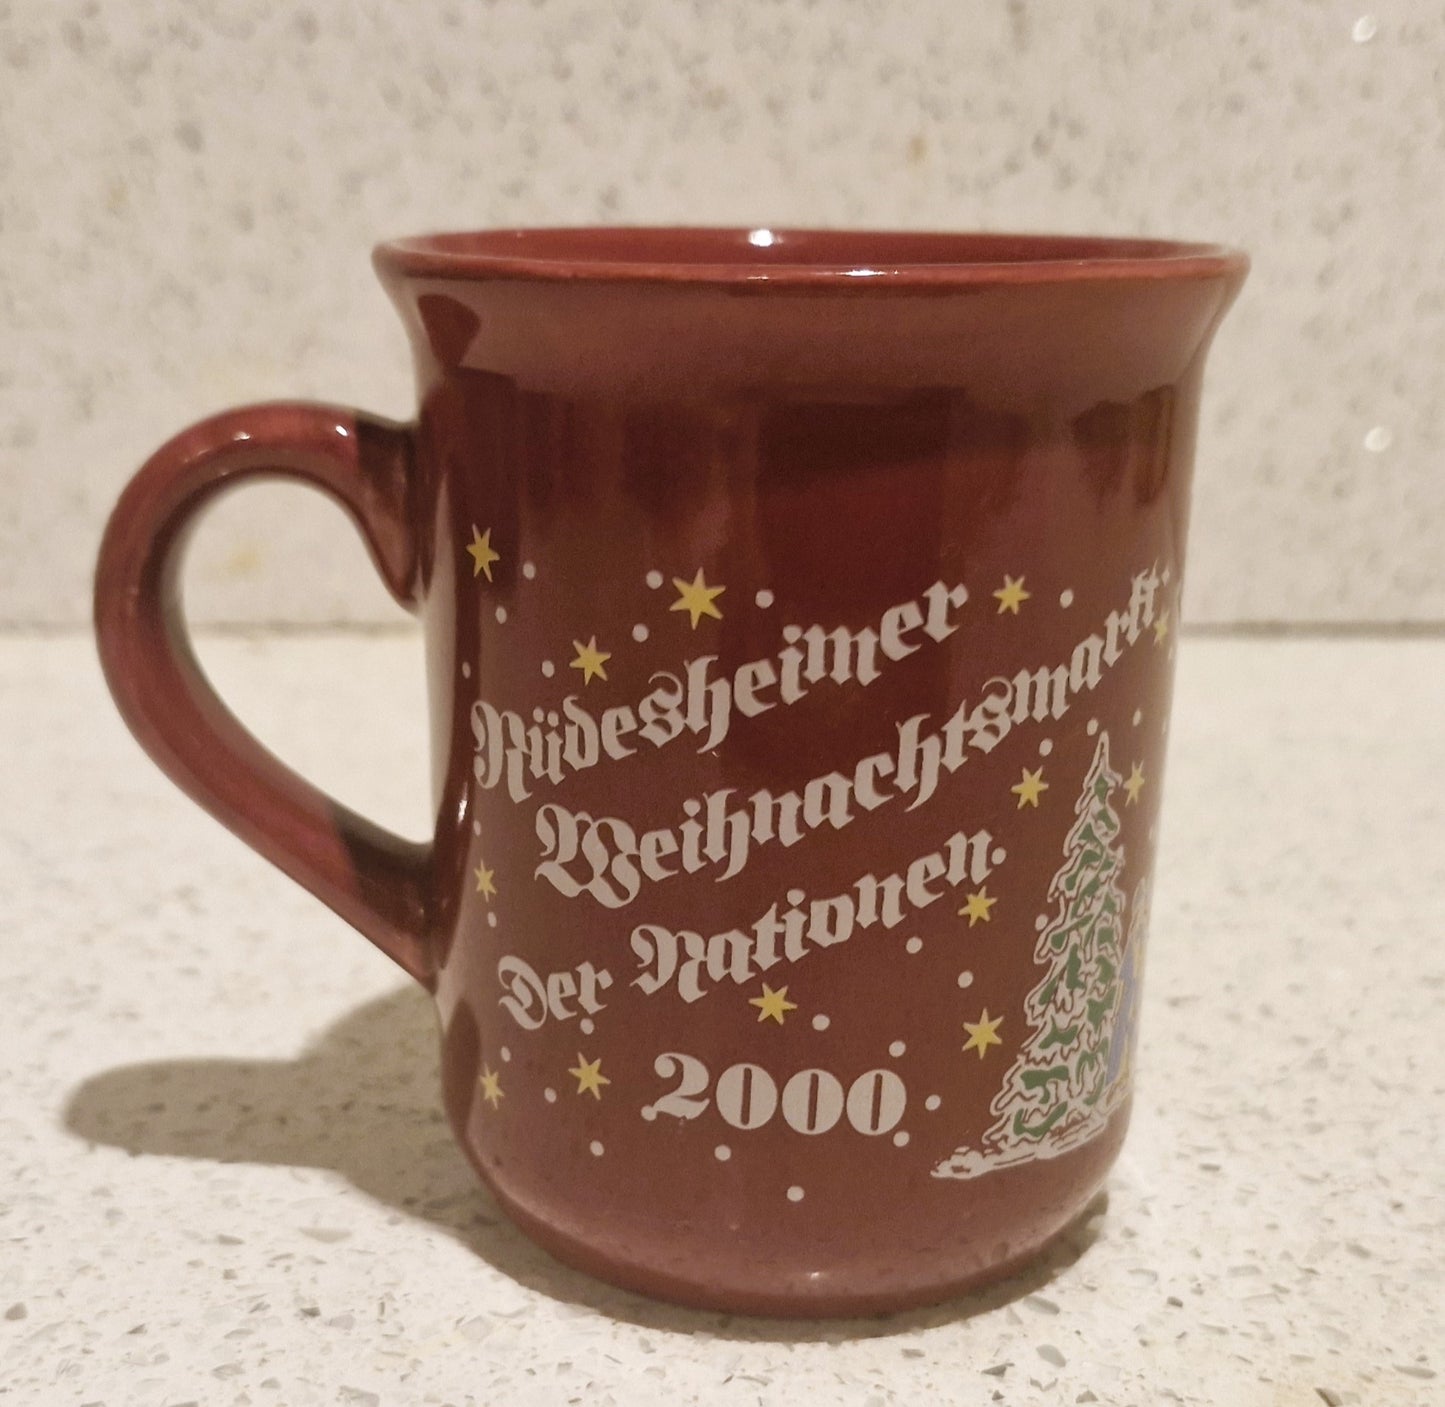 Rüdesheimer
Weihnachtsmarkt
Der Nationen
2000